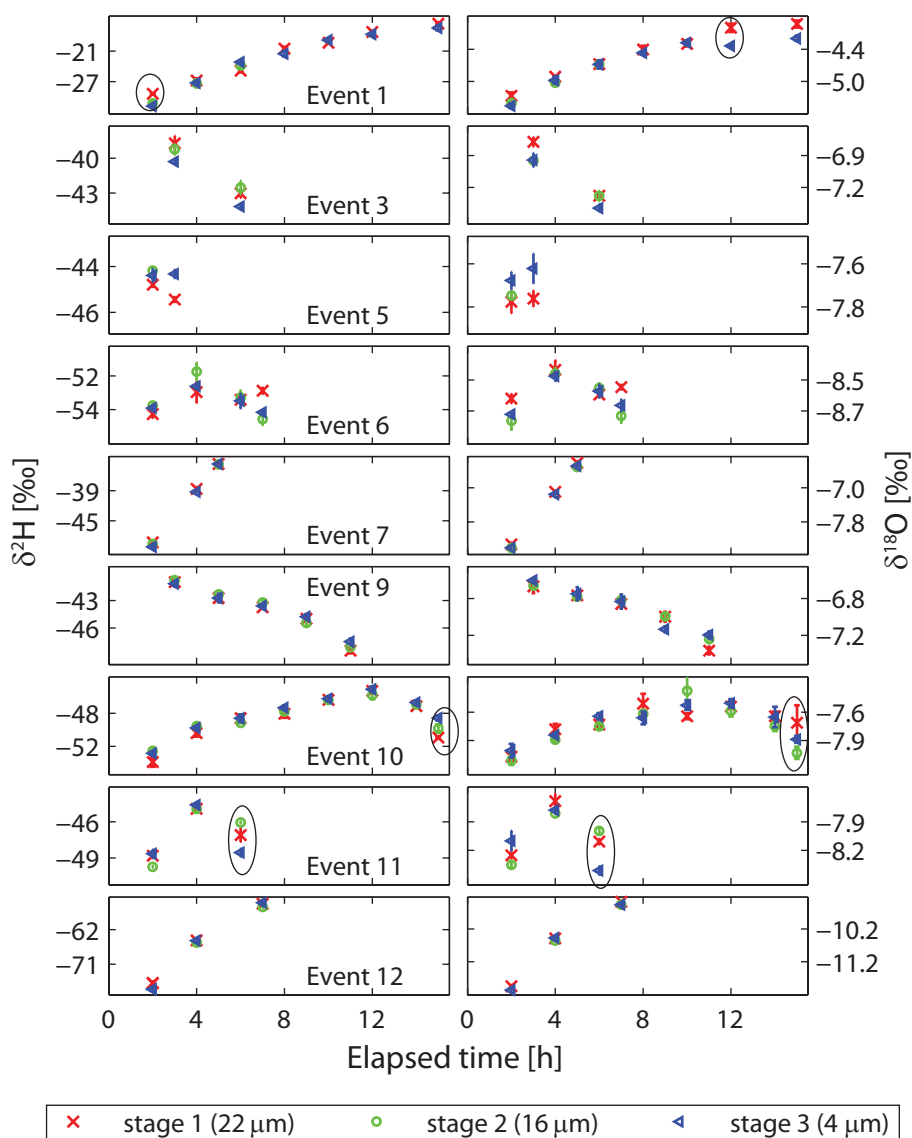 −21
−27
Event 1
−4.4
−5.0
−40
−43
Event 3
−6.9
−7.2
−44
−46
Event 5
−7.6
−7.8
−52
−54
Event 6
−8.5
−8.7
−39
−45
Event 7
−7.0
−7.8
−43
−46
Event 9
−6.8
−7.2
−48
−52
Event 10
−7.6
−7.9
−46
−49
Event 11
−7.9
−8.2
−62
−71
Event 12
−10.2
−11.2
δ²H [‰]
δ¹⁸O [‰]
0 4 8 12 0 4 8 12
Elapsed time [h]
stage 1 (22 μm) stage 2 (16 μm) stage 3 (4 μm)